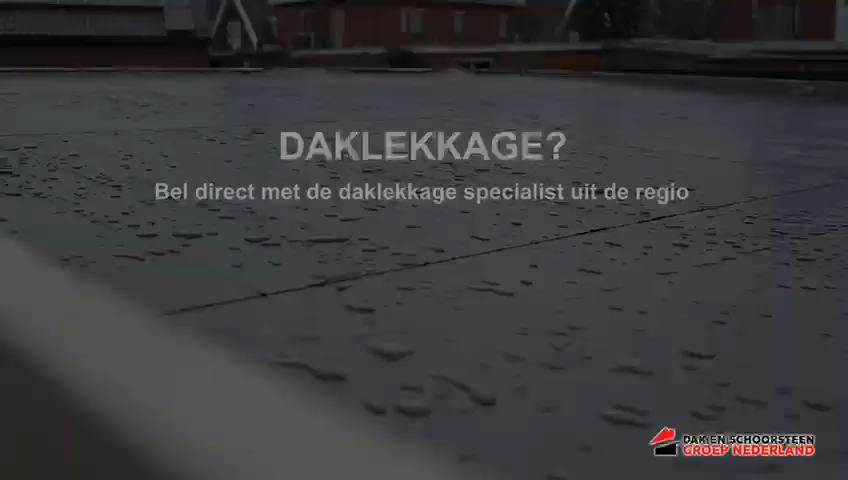 DAKLEKKAGE?
Bel direct met de daklekkage specialist uit de regio
DAK EN SCHOORSTEEN
GROEP NEDERLAND